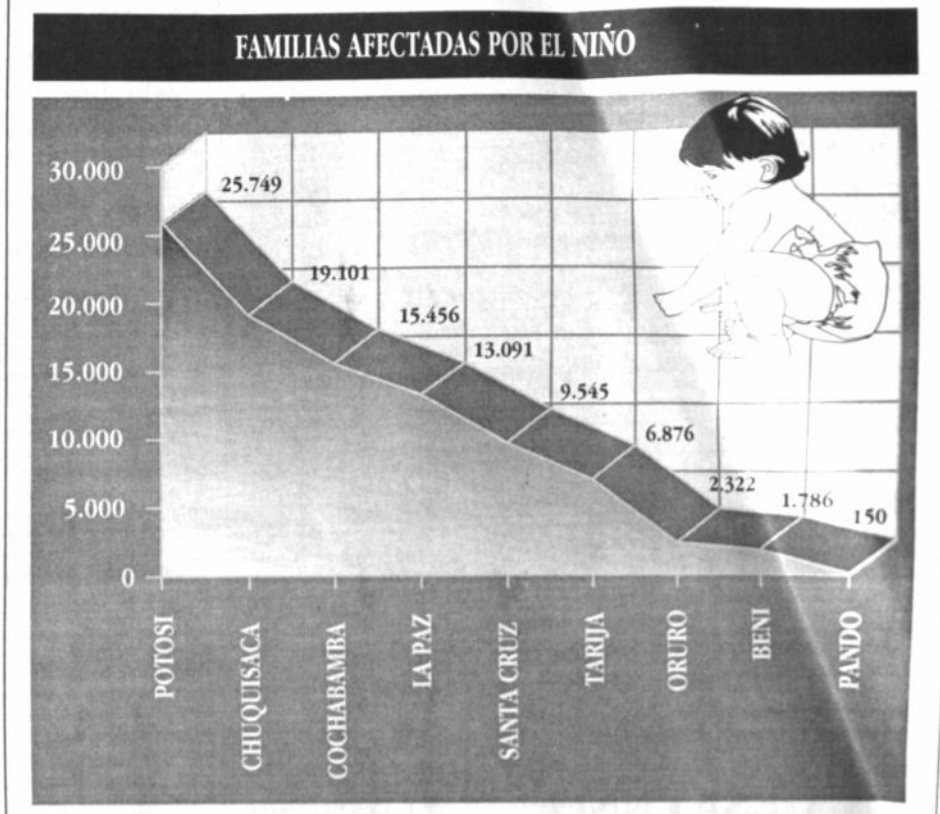 FAMILIAS AFECTADAS POR EL NIÑO
30.000
25.000
20.000
15.000
10.000
5.000
0
25.749
19.101
15.456
13.091
9.545
6.876
2.322
1.786
150
POTOSI
CHUQUISACA
COCHABAMBA
LA PAZ
SANTA CRUZ
TARIJA
ORURO
BENI
PANDO